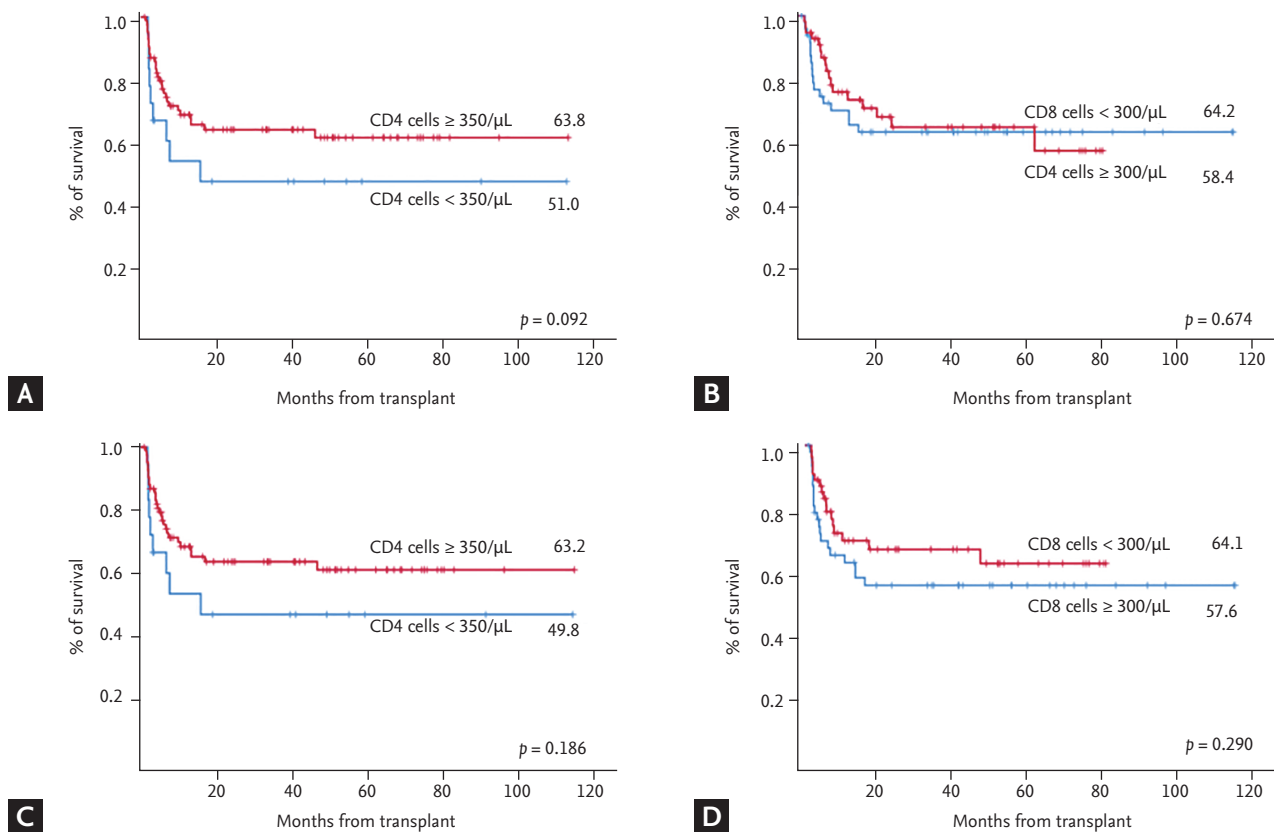 1.0
0.8
0.6
0.4
0.2
% of survival
CD4 cells ≥ 350/µL 63.8
CD4 cells < 350/µL 51.0
p = 0.092
20 40 60 80 100 120
Months from transplant
A
1.0
0.8
0.6
0.4
0.2
% of survival
CD8 cells < 300/µL 64.2
CD4 cells ≥ 300/µL 58.4
p = 0.674
20 40 60 80 100 120
Months from transplant
B
1.0
0.8
0.6
0.4
0.2
% of survival
CD4 cells ≥ 350/µL 63.2
CD4 cells < 350/µL 49.8
p = 0.186
20 40 60 80 100 120
Months from transplant
C
1.0
0.8
0.6
0.4
0.2
% of survival
CD8 cells < 300/µL 64.1
CD8 cells ≥ 300/µL 57.6
p = 0.290
20 40 60 80 100 120
Months from transplant
D